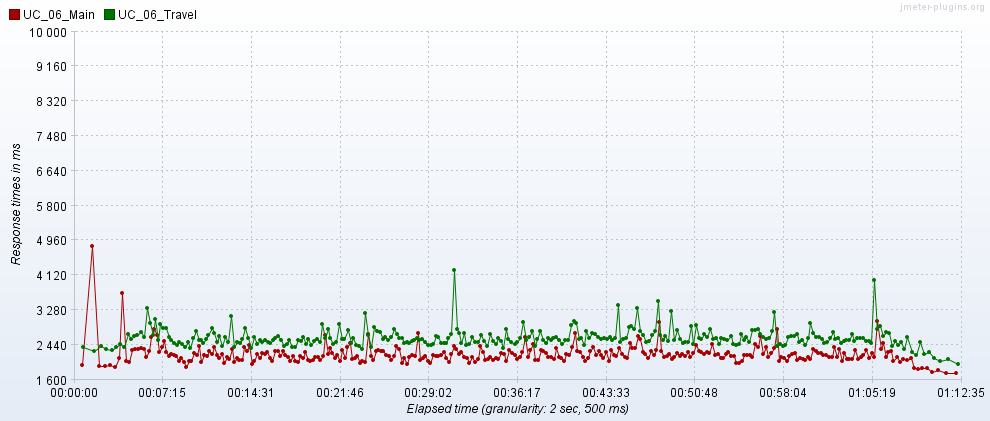 UC_06_Main UC_06_Travel jmeter-plugins.org
10 000
9 160
8 320
7 480
6 640
5 800
4 960
4 120
3 280
2 440
1 600
Response times in ms
00:00:00 00:07:15 00:14:31 00:21:46 00:29:02 00:36:17 00:43:33 00:50:48 00:58:04 01:05:19 01:12:35
Elapsed time (granularity: 2 sec, 500 ms)